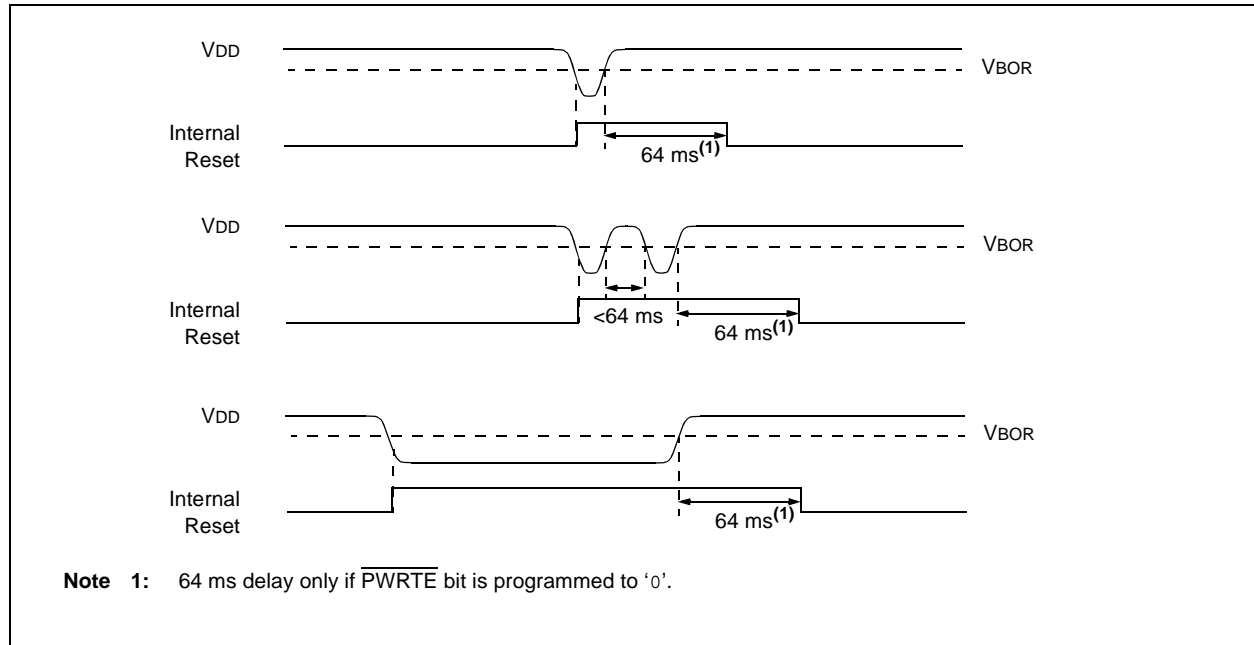 VDD
VBOR
Internal
Reset
64 ms(1)
VDD
VBOR
Internal
Reset
<64 ms
64 ms(1)
VDD
VBOR
Internal
Reset
64 ms(1)
Note 1: 64 ms delay only if PWRTE bit is programmed to ‘0’.